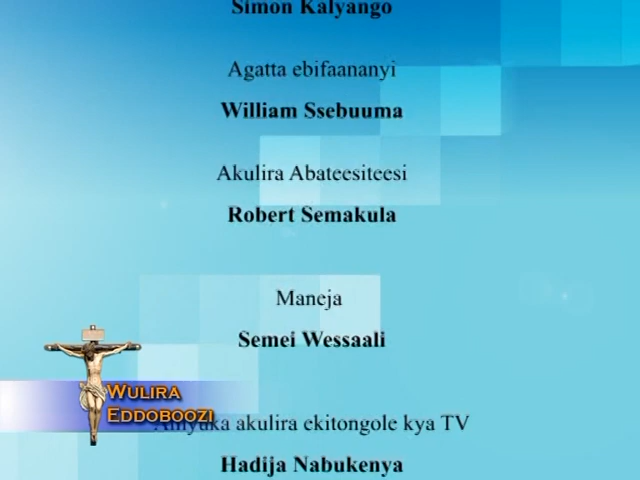 Simon Kalyango
Agatta ebifaananyi
William Ssebuuma
Akulira Abateesiteesi
Robert Semakula
Maneja
Semei Wessaali
Wulira
Eddoboozi
akulira ekitongole kya TV
Hadija Nabukenya